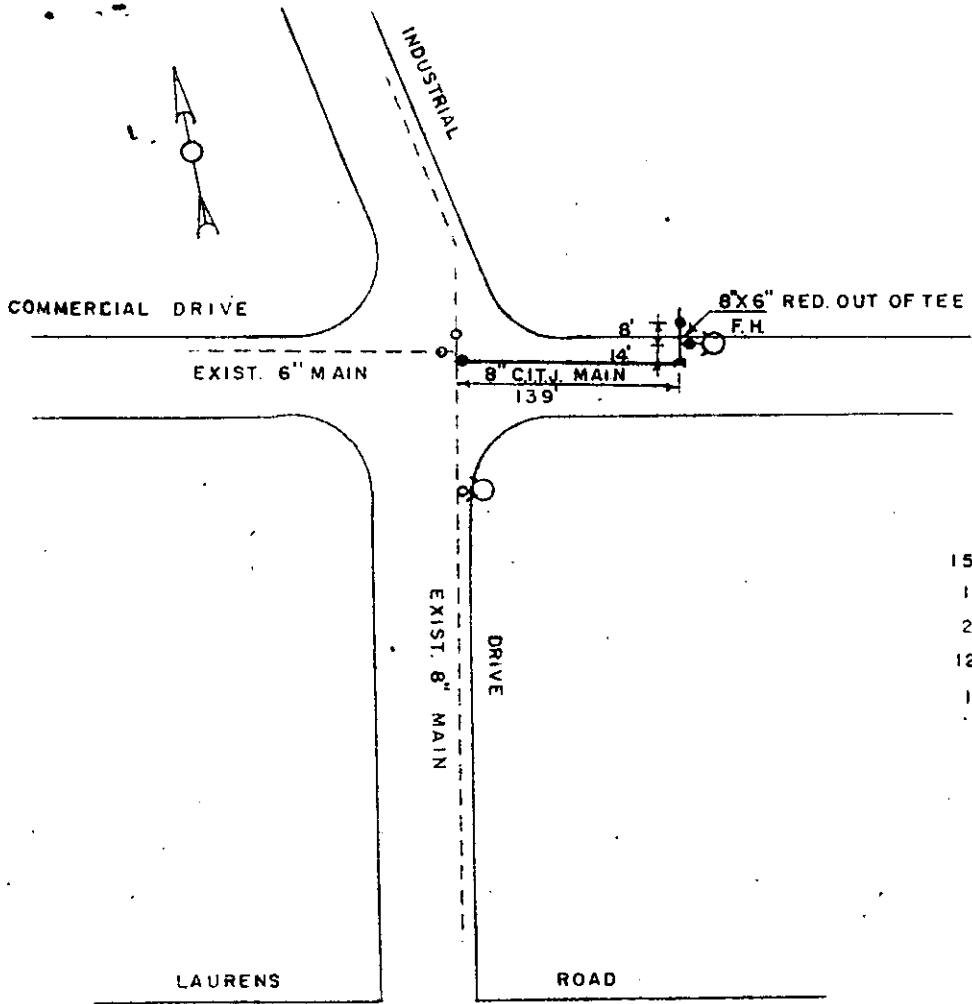 INDUSTRIAL
COMMERCIAL DRIVE
8"X6" RED. OUT OF TEE
8'
F.H.
14'
EXIST. 6" MAIN
8" C.I.T.J. MAIN
139'
EXIST. 8" MAIN
DRIVE
15
1
2
12
1
LAURENS ROAD